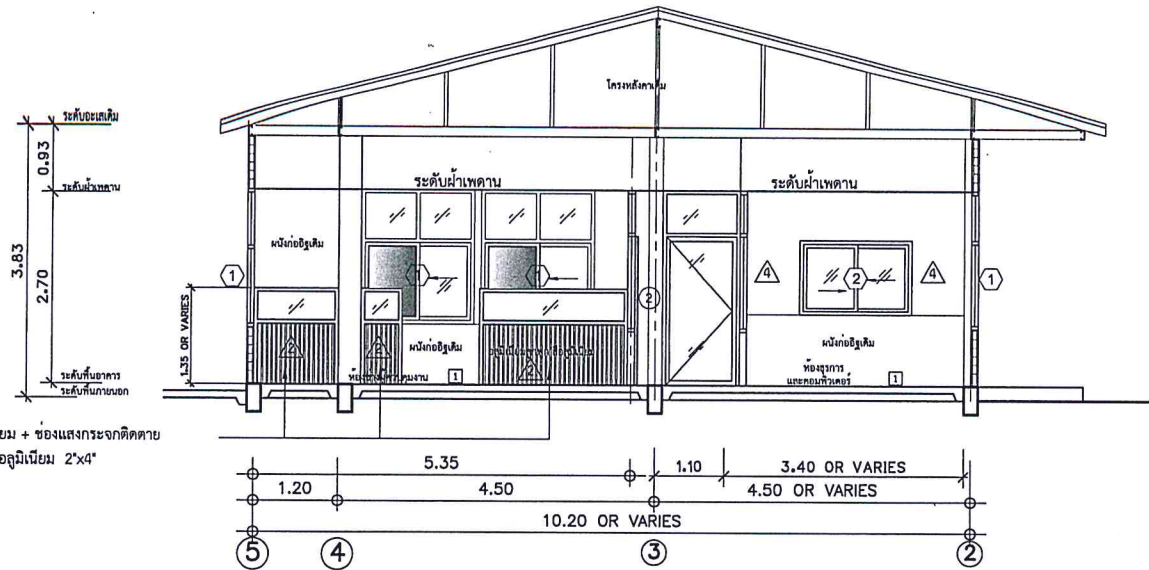 โครงหลังคาเดิม
ระดับอะเสเดิม
0.93
ระดับฝ้าเพดาน
ระดับฝ้าเพดาน
ระดับฝ้าเพดาน
3.83
2.70
ผนังก่ออิฐเดิม
1
1
1
2
2
4
4
1
1.35 OR VARIES
2
2
ผนังก่ออิฐเดิม
2
ผนังก่ออิฐเดิม
ระดับพื้นอาคาร
ระดับพื้นภายนอก
1
ห้องธุรการ
และคอมพิวเตอร์
1
ยม + ช่องแสงกระจกติดตาย
อลูมิเนียม 2"x4"
5.35
1.10
3.40 OR VARIES
1.20
4.50
4.50 OR VARIES
10.20 OR VARIES
5
4
3
2